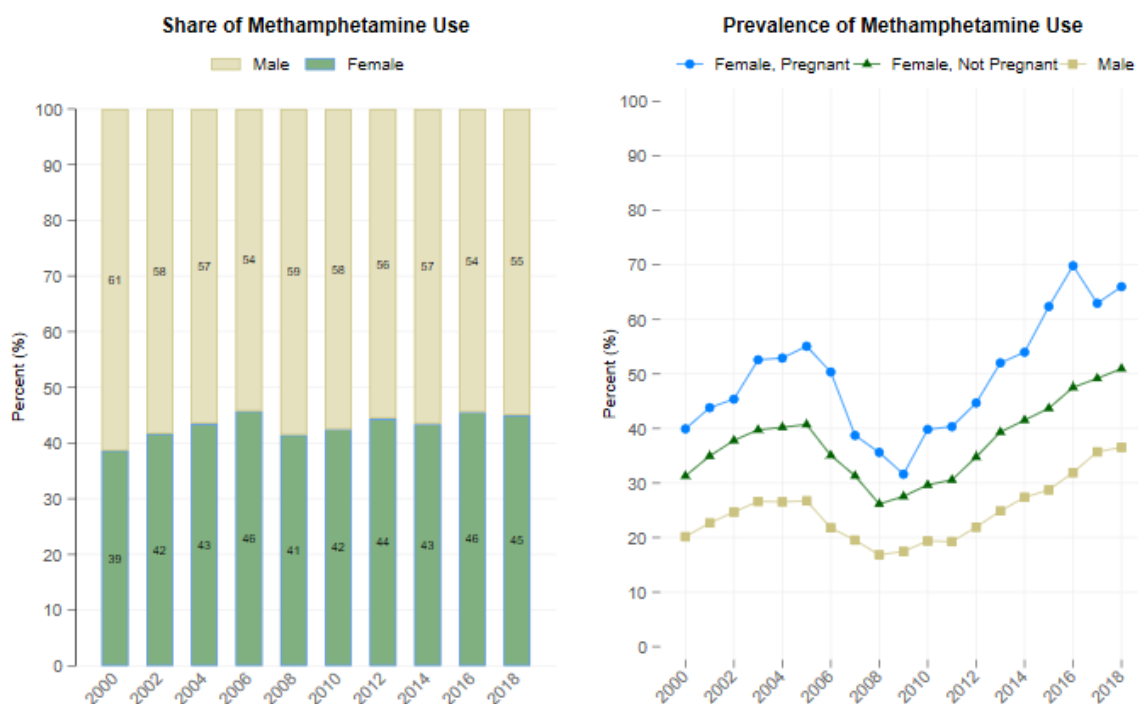 Share of Methamphetamine Use
Male Female
Percent (%)
100
90
80
70
60
50
40
30
20
10
0
61 58 57 54 59 58 56 57 54 55
39 42 43 46 41 42 44 43 46 45
2000 2002 2004 2006 2008 2010 2012 2014 2016 2018
Prevalence of Methamphetamine Use
Female, Pregnant Female, Not Pregnant Male
Percent (%)
100
90
80
70
60
50
40
30
20
10
0
2000 2002 2004 2006 2008 2010 2012 2014 2016 2018